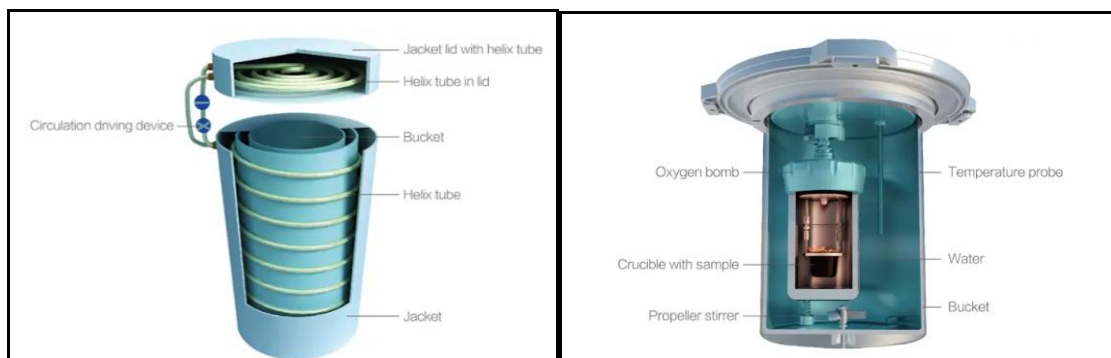 Jacket lid with helix tube
Helix tube in lid
Circulation driving device
Bucket
Helix tube
Jacket
Oxygen bomb
Temperature probe
Crucible with sample
Water
Propeller stirrer
Bucket